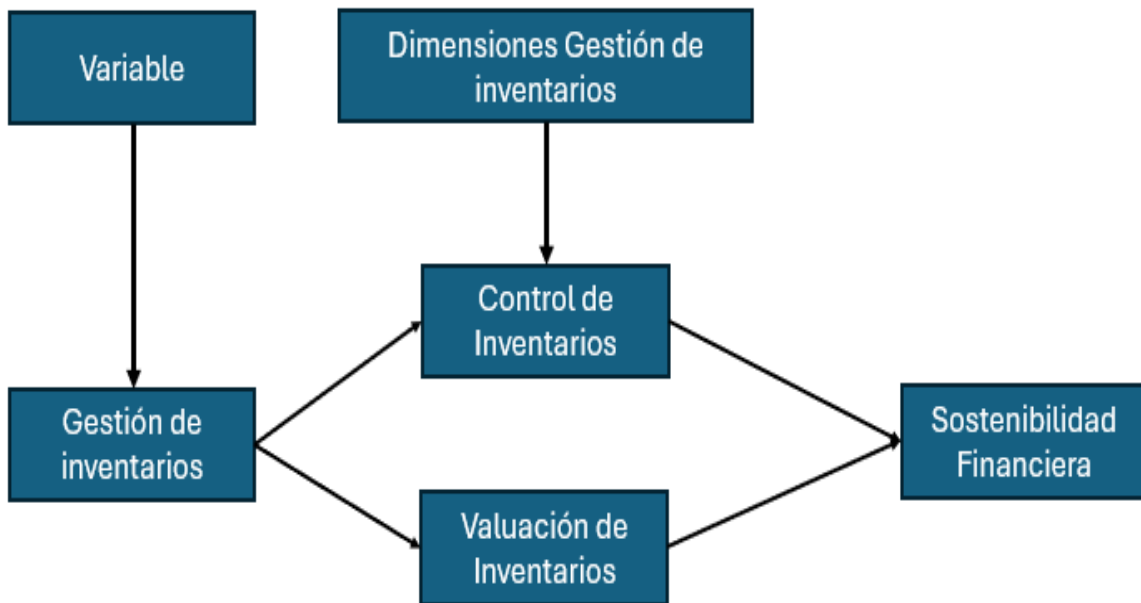 Variable
Dimensiones Gestión de
inventarios
Control de
Inventarios
Gestión de
inventarios
Sostenibilidad
Financiera
Valuación de
Inventarios